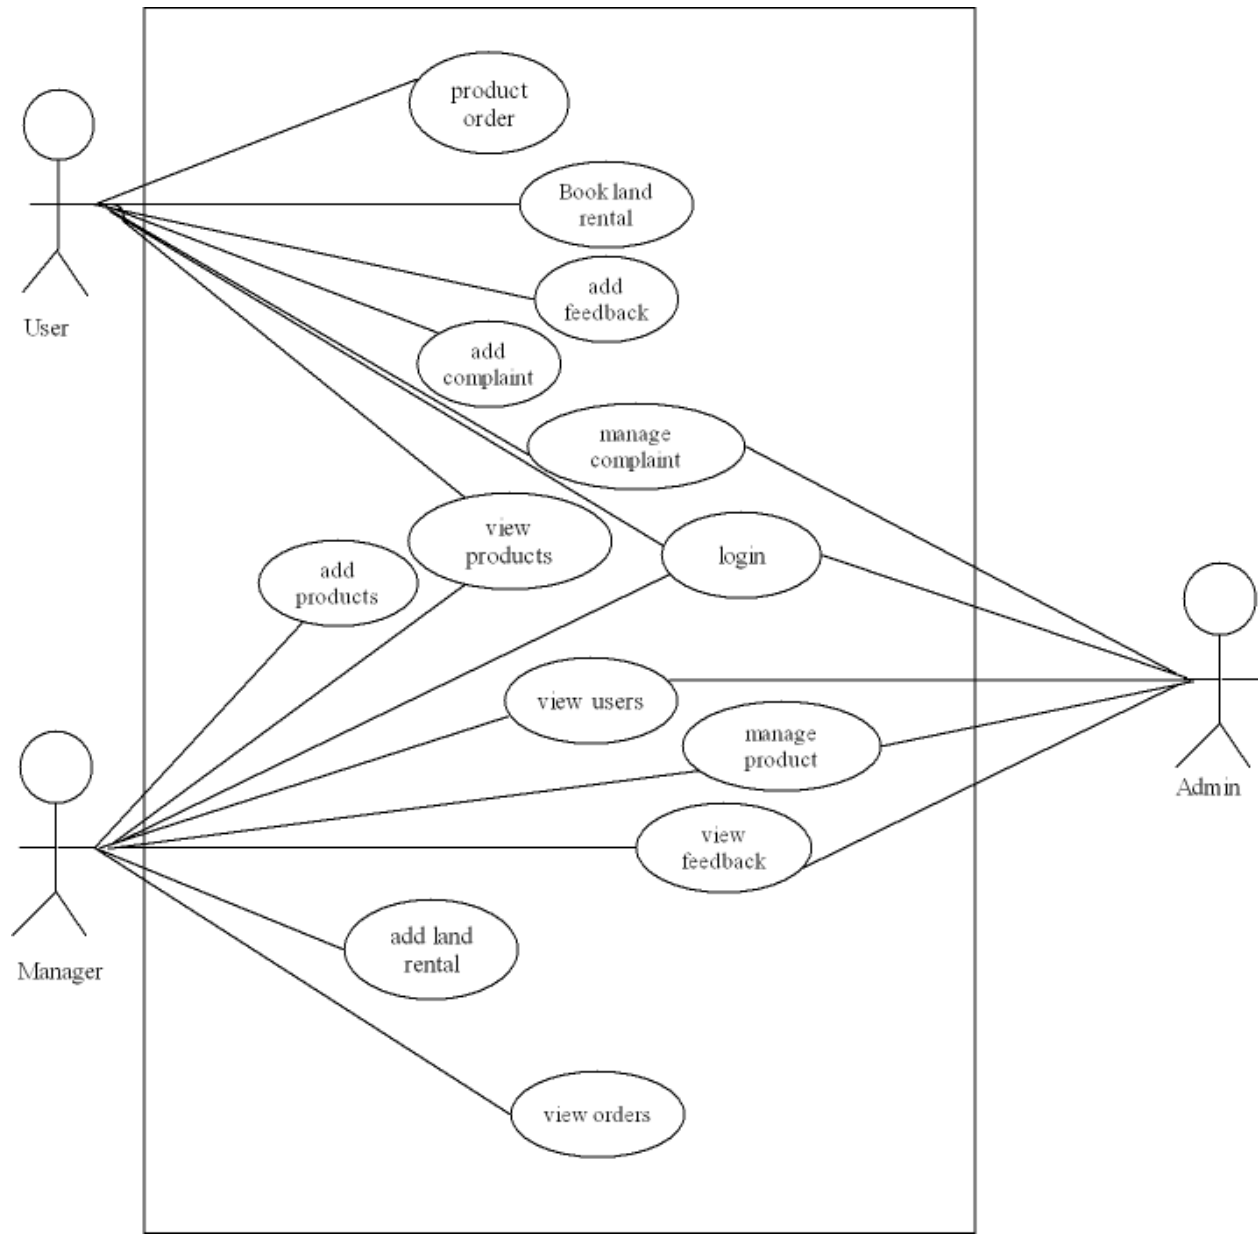 product
order
Book land
rental
add
feedback
User
add
complaint
manage
complaint
view
products
login
add
products
view users
manage
product
Admin
view
feedback
add land
rental
Manager
view orders